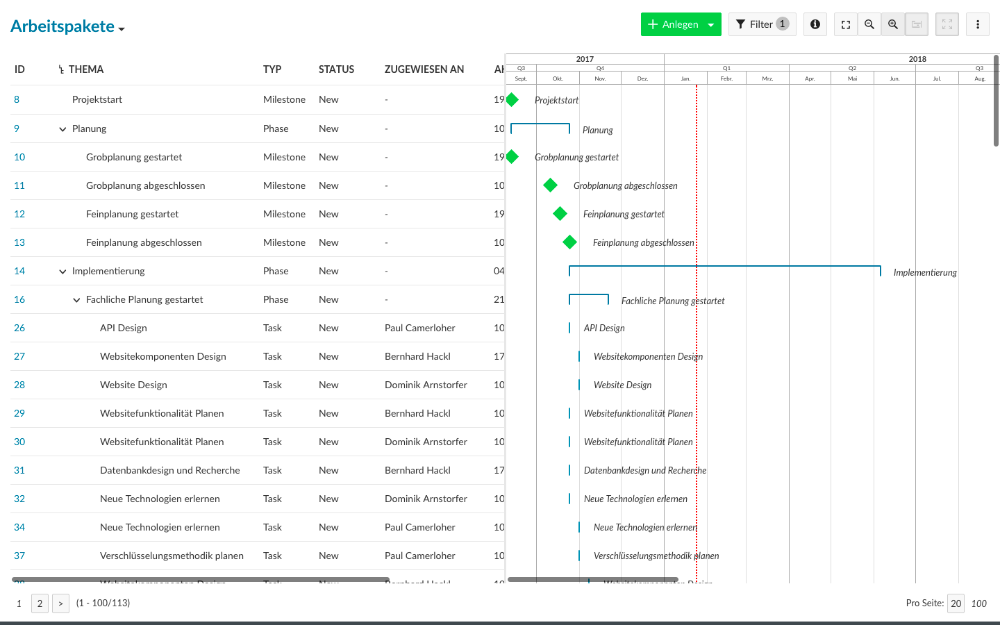 Arbeitspakete
Anlegen
Filter 1
ID THEMA TYP STATUS ZUGEWIESEN AN
2017 2018
Q3 Q4 Q1 Q2 Q3
Sept. Okt. Nov. Dez. Jan. Febr. Mrz. Apr. Mai Jun. Jul. Aug.
8 Projektstart Milestone New - 19 Projektstart
9 Planung Phase New - 10 Planung
10 Grobplanung gestartet Milestone New - 19 Grobplanung gestartet
11 Grobplanung abgeschlossen Milestone New - 10 Grobplanung abgeschlossen
12 Feinplanung gestartet Milestone New - 19 Feinplanung gestartet
13 Feinplanung abgeschlossen Milestone New - 10 Feinplanung abgeschlossen
14 Implementierung Phase New - 04 Implementierung
16 Fachliche Planung gestartet Phase New - 21 Fachliche Planung gestartet
26 API Design Task New Paul Camerloher 10 API Design
27 Websitekomponenten Design Task New Bernhard Hackl 17 Websitekomponenten Design
28 Website Design Task New Dominik Arnstorfer 10 Website Design
29 Websitefunktionalität Planen Task New Bernhard Hackl 10 Websitefunktionalität Planen
30 Websitefunktionalität Planen Task New Dominik Arnstorfer 10 Websitefunktionalität Planen
31 Datenbankdesign und Recherche Task New Bernhard Hackl 17 Datenbankdesign und Recherche
32 Neue Technologien erlernen Task New Dominik Arnstorfer 10 Neue Technologien erlernen
34 Neue Technologien erlernen Task New Paul Camerloher 10 Neue Technologien erlernen
37 Verschlüsselungsmethodik planen Task New Paul Camerloher 10 Verschlüsselungsmethodik planen
1 2 > (1 - 100/113) Pro Seite: 20 100